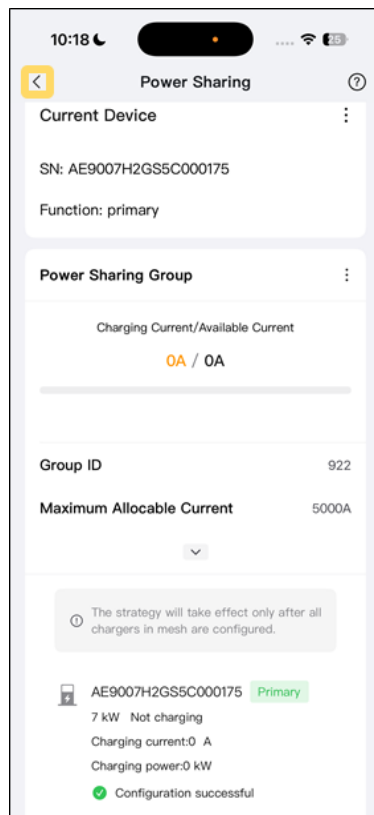 10:18
25
Power Sharing
Current Device
SN: AE9007H2GS5C000175
Function: primary
Power Sharing Group
Charging Current/Available Current
0A / 0A
Group ID 922
Maximum Allocable Current 5000A
The strategy will take effect only after all
chargers in mesh are configured.
AE9007H2GS5C000175 Primary
7 kW Not charging
Charging current:0 A
Charging power:0 kW
Configuration successful